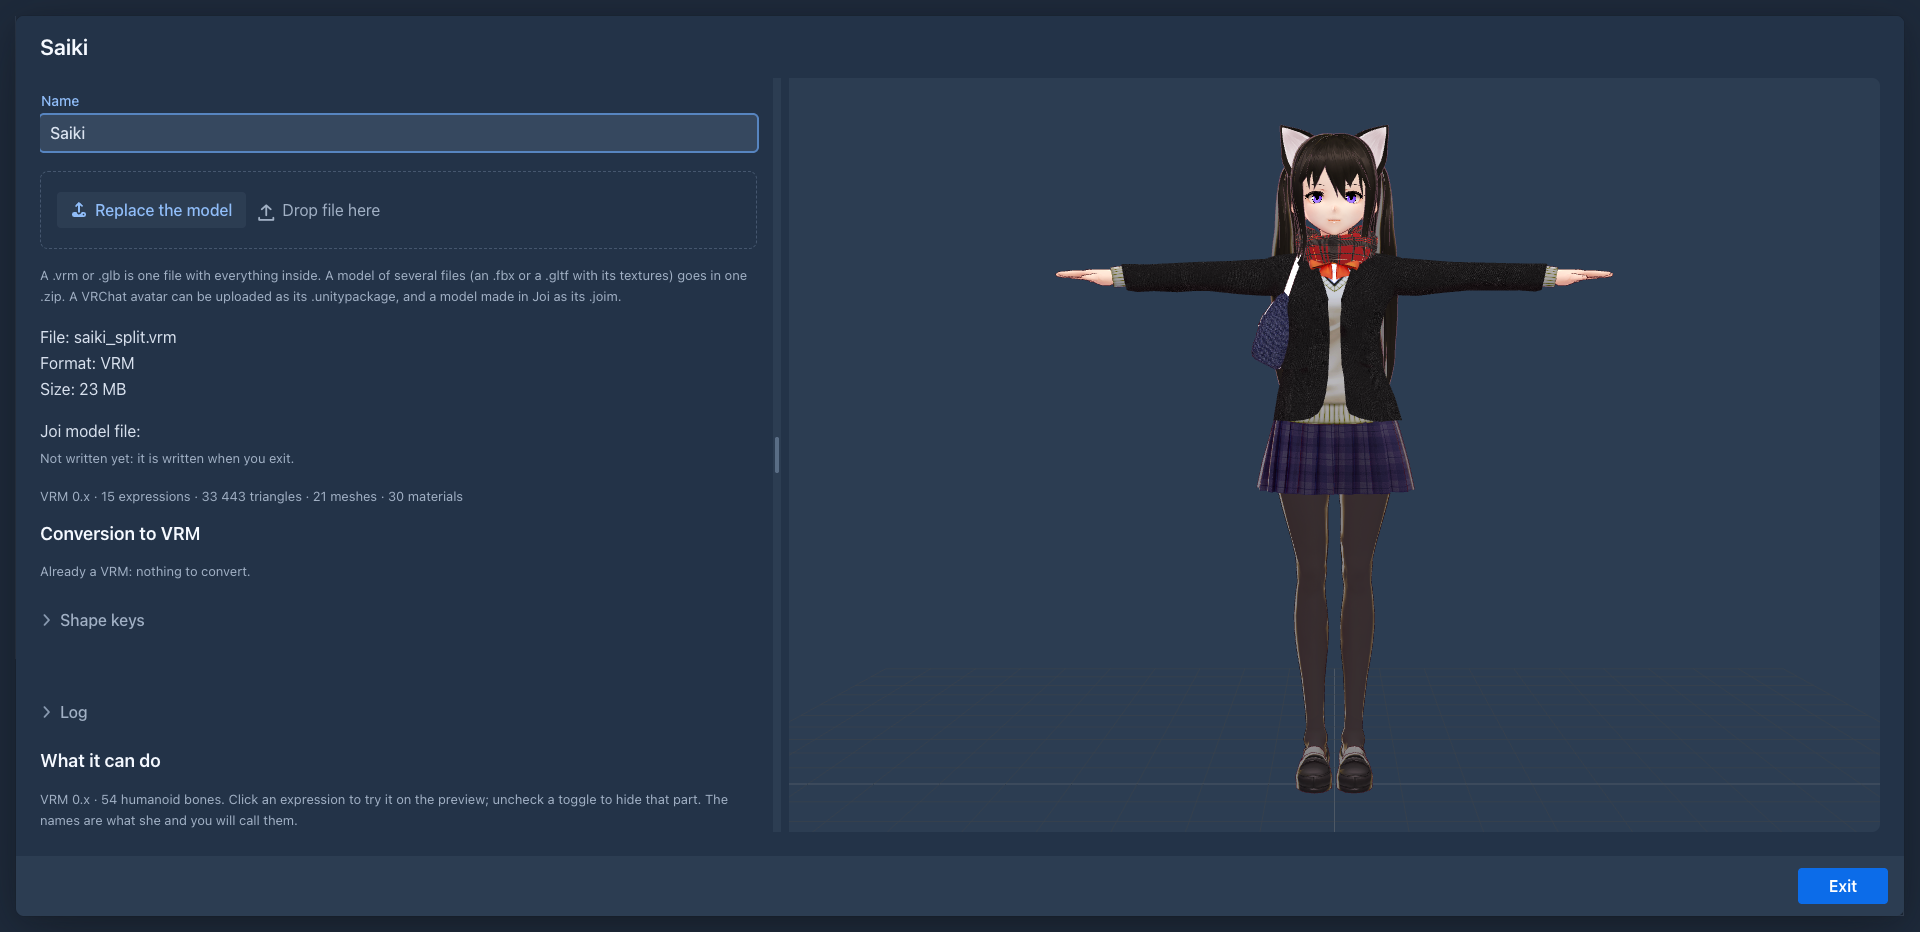 Saiki
Name
Saiki
Replace the model
Drop file here
A .vrm or .glb is one file with everything inside. A model of several files (an .fbx or a .gltf with its textures) goes in one
.zip. A VRChat avatar can be uploaded as its .unitypackage, and a model made in Joi as its .joim.
File: saiki_split.vrm
Format: VRM
Size: 23 MB
Joi model file:
Not written yet: it is written when you exit.
VRM 0.x · 15 expressions · 33 443 triangles · 21 meshes · 30 materials
Conversion to VRM
Already a VRM: nothing to convert.
Shape keys
Log
What it can do
VRM 0.x · 54 humanoid bones. Click an expression to try it on the preview; uncheck a toggle to hide that part. The
names are what she and you will call them.
Exit